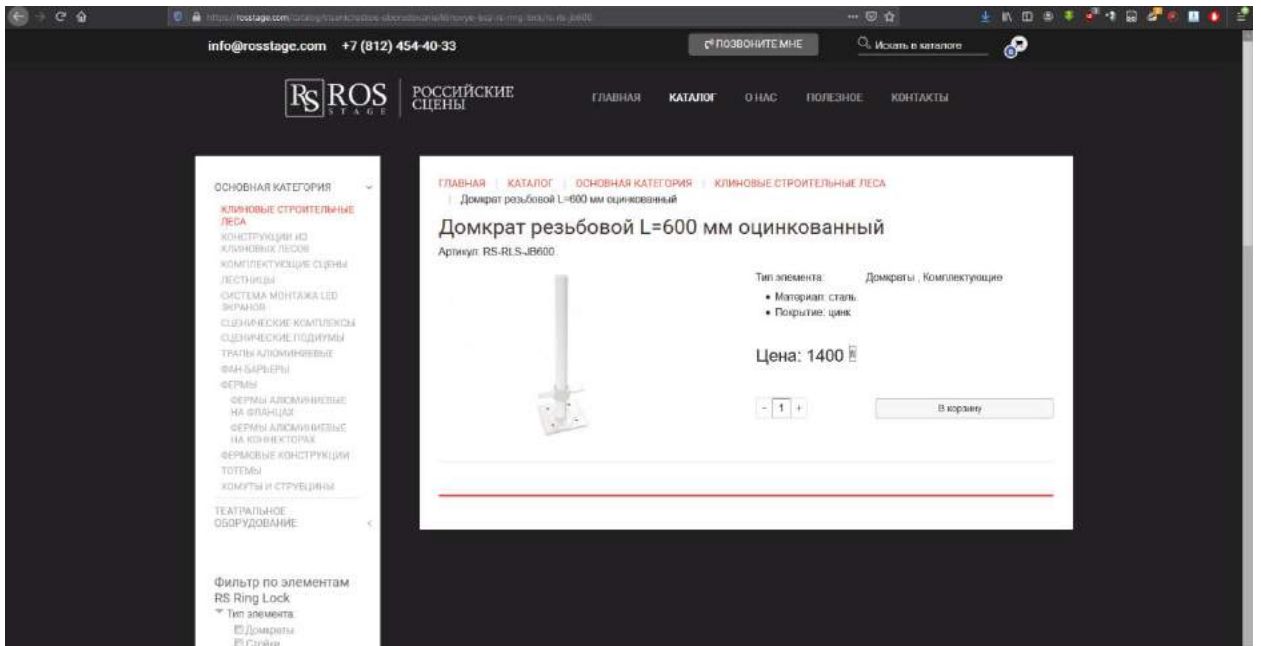 info@rosstage.com +7 (812) 454-40-33
ПОЗВОНИТЕ МНЕ
Искать в каталоге
0
RS ROS STAGE
РОССИЙСКИЕ
СЦЕНЫ
ГЛАВНАЯ КАТАЛОГ О НАС ПОЛЕЗНОЕ КОНТАКТЫ
ОСНОВНАЯ КАТЕГОРИЯ
КЛИНОВЫЕ СТРОИТЕЛЬНЫЕ
ЛЕСА
КОНСТРУКЦИИ ИЗ
КЛИНОВЫХ ЛЕСОВ
КОМПЛЕКТУЮЩИЕ СЦЕНЫ
ЛЕСТНИЦЫ
СИСТЕМА МОНТАЖА LED
ЭКРАНОВ
СЦЕНИЧЕСКИЕ КОМПЛЕКСЫ
СЦЕНИЧЕСКИЕ ПОДИУМЫ
ТРАПЫ АЛЮМИНИЕВЫЕ
ФАН-БАРЬЕРЫ
ФЕРМЫ
ФЕРМЫ АЛЮМИНИЕВЫЕ
НА ФЛАНЦАХ
ФЕРМЫ АЛЮМИНИЕВЫЕ
НА КОННЕКТОРАХ
ФЕРМОВЫЕ КОНСТРУКЦИИ
ТОТЕМЫ
ХОМУТЫ И СТРУБЦИНЫ
ТЕАТРАЛЬНОЕ
ОБОРУДОВАНИЕ
Фильтр по элементам
RS Ring Lock
Тип элемента:
Домкраты
Стойки
ГЛАВНАЯ | КАТАЛОГ | ОСНОВНАЯ КАТЕГОРИЯ | КЛИНОВЫЕ СТРОИТЕЛЬНЫЕ ЛЕСА
| Домкрат резьбовой L=600 мм оцинкованный
Домкрат резьбовой L=600 мм оцинкованный
Артикул: RS-RLS-JB600
Тип элемента: Домкраты , Комплектующие
• Материал: сталь
• Покрытие: цинк
Цена: 1400
- 1 +
В корзину